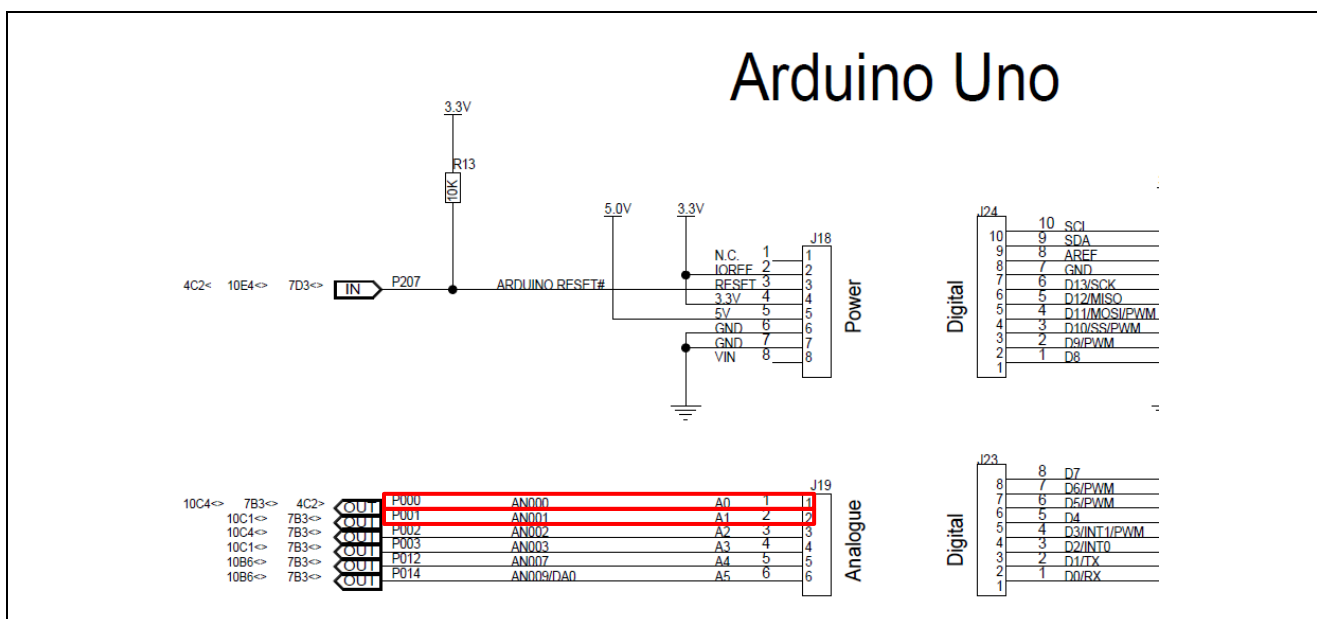 Arduino Uno
3.3V
R13
10K
5.0V 3.3V
J18
N.C. 1 1
IOREF 2 2
4C2< 10E4<> 7D3<> IN P207 ARDUINO RESET# RESET 3 3
3.3V 4 4
5V 5 5
GND 6 6
GND 7 7
VIN 8 8
Power
J24
10 10 SCL
9 9 SDA
8 8 AREF
7 7 GND
6 6 D13/SCK
5 5 D12/MISO
4 4 D11/MOSI/PWM
3 3 D10/SS/PWM
2 2 D9/PWM
1 1 D8
Digital
J19
10C4<> 7B3<> 4C2> OUT P000 AN000 A0 1 1
10C1<> 7B3<> OUT P001 AN001 A1 2 2
10C4<> 7B3<> OUT P002 AN002 A2 3 3
10C1<> 7B3<> OUT P003 AN003 A3 4 4
10B6<> 7B3<> OUT P012 AN007 A4 5 5
10B6<> 7B3<> OUT P014 AN009/DA0 A5 6 6
Analogue
J23
8 8 D7
7 7 D6/PWM
6 6 D5/PWM
5 5 D4
4 4 D3/INT1/PWM
3 3 D2/INT0
2 2 D1/TX
1 1 D0/RX
Digital